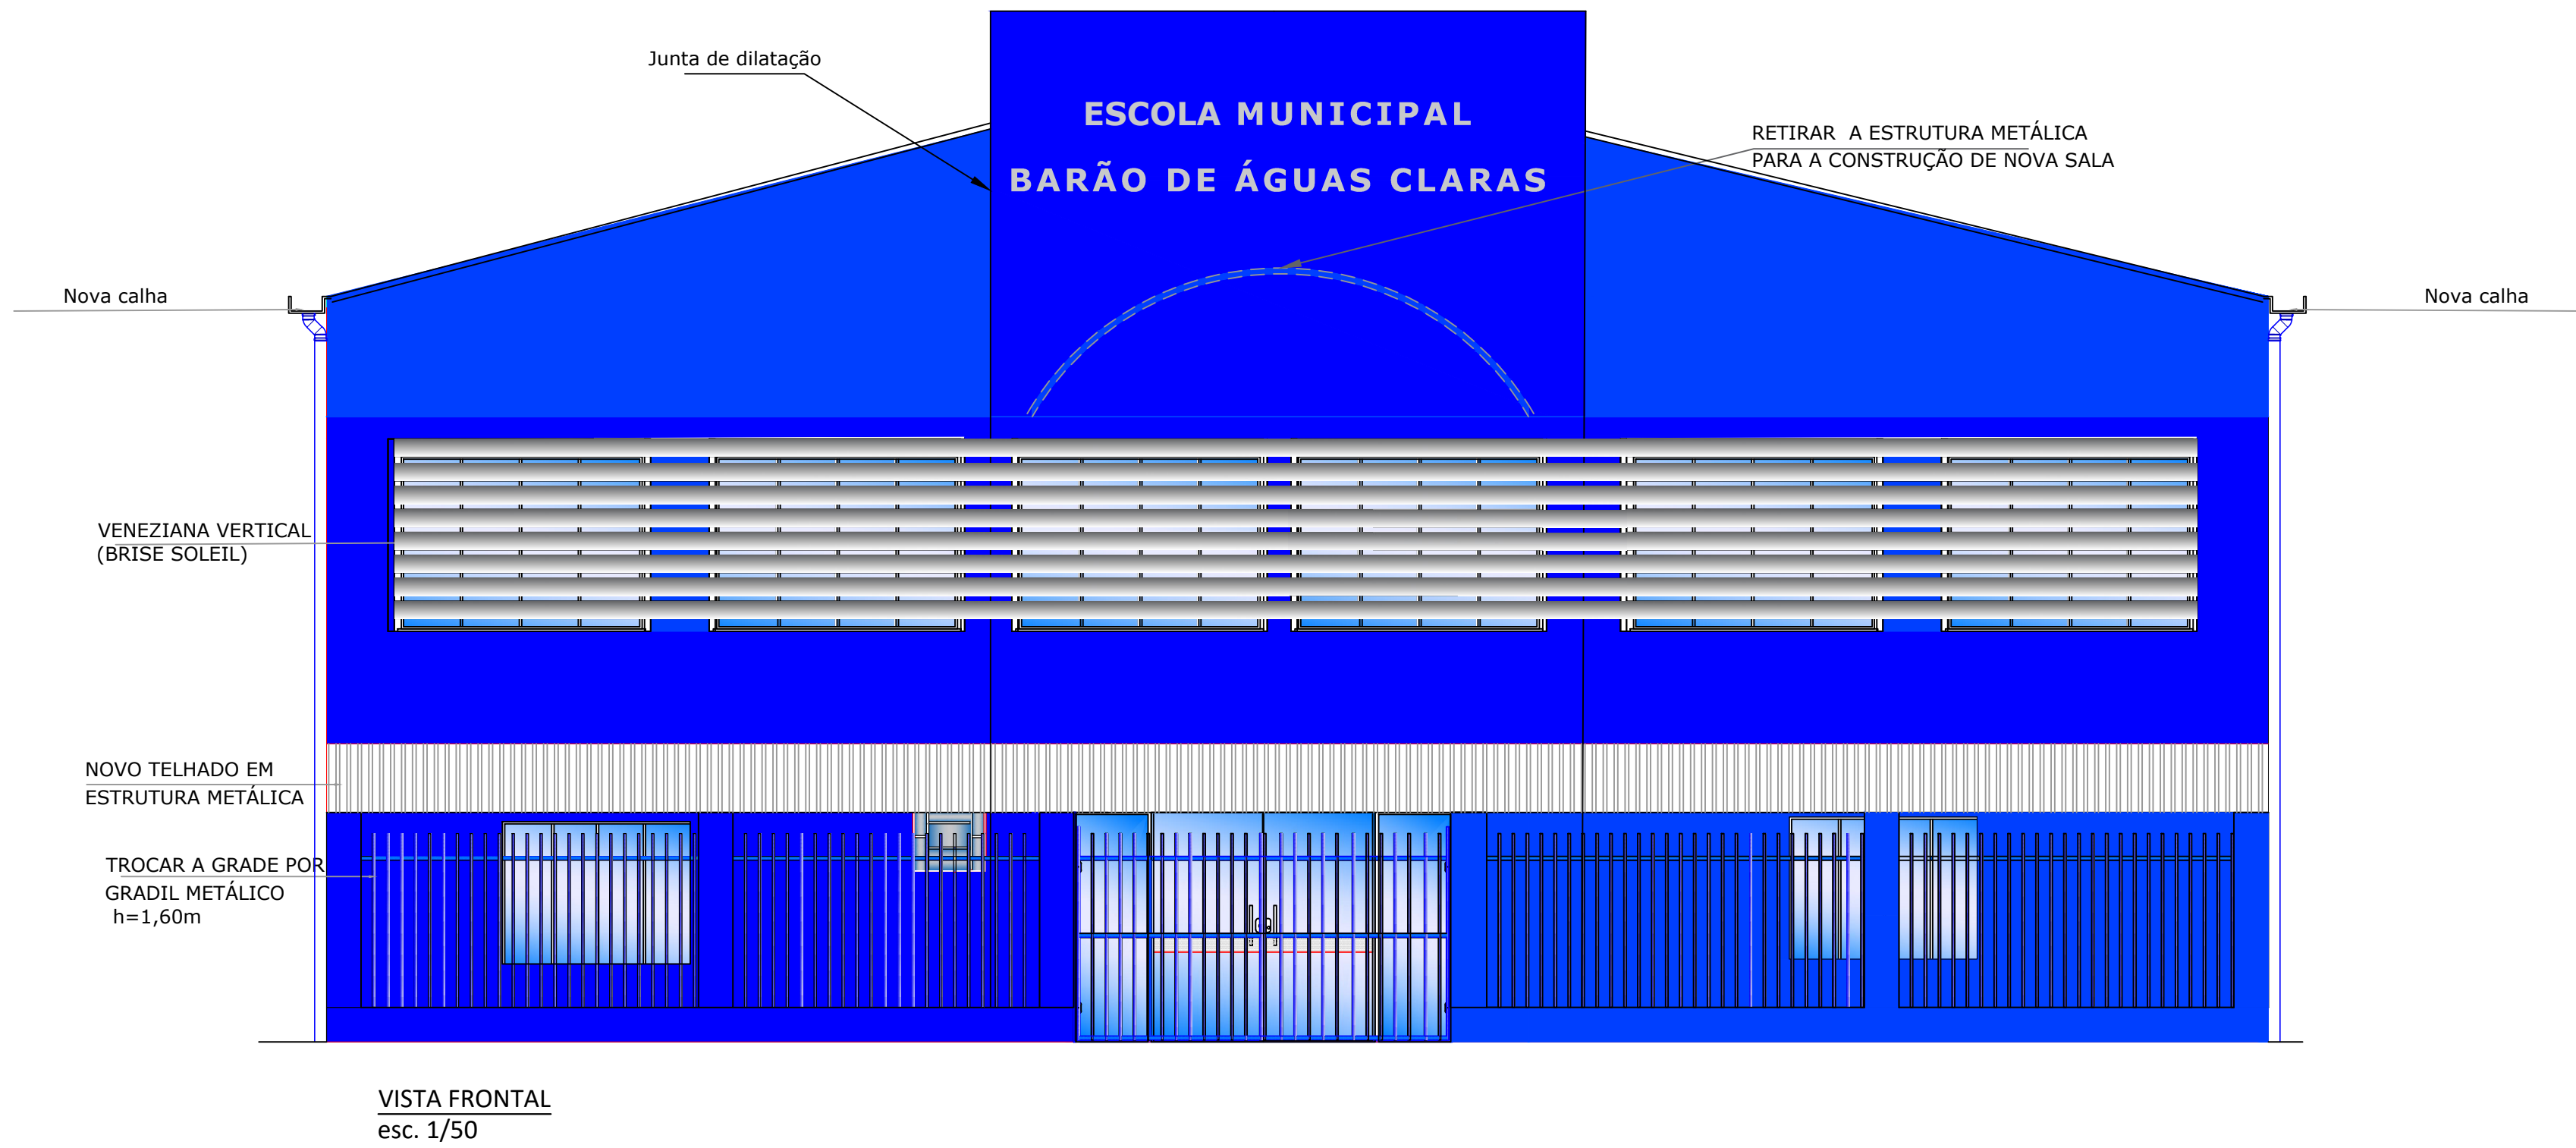 Junta de dilatação
ESCOLA MUNICIPAL
BARÃO DE ÁGUAS CLARAS
RETIRAR A ESTRUTURA METÁLICA
PARA A CONSTRUÇÃO DE NOVA SALA
Nova calha
Nova calha
VENEZIANA VERTICAL
(BRISE SOLEIL)
NOVO TELHADO EM
ESTRUTURA METÁLICA
TROCAR A GRADE POR
GRADIL METÁLICO
h=1,60m
VISTA FRONTAL
esc. 1/50